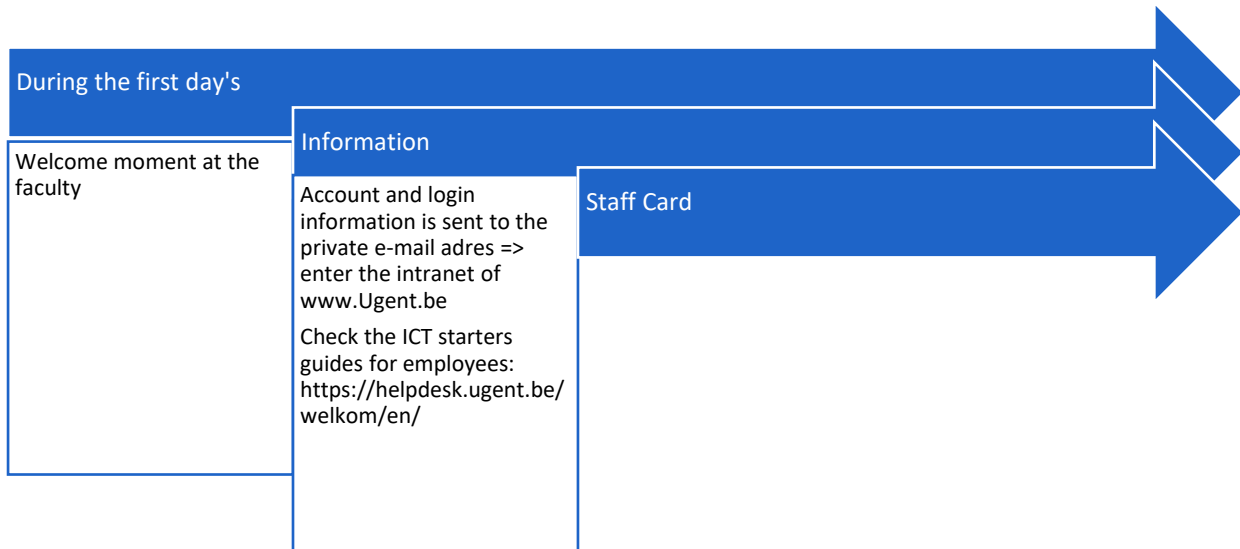 During the first day's
Welcome moment at the
faculty
Information
Account and login
information is sent to the
private e-mail adres =>
enter the intranet of
www.Ugent.be
Check the ICT starters
guides for employees:
https://helpdesk.ugent.be/
welkom/en/
Staff Card